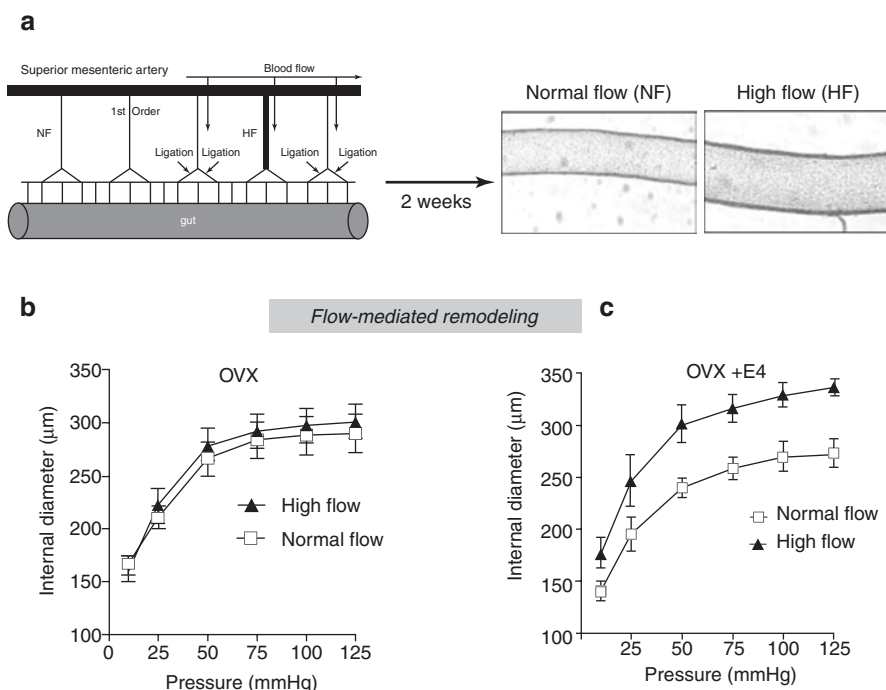 a
Superior mesenteric artery
Blood flow
1st Order
NF
HF
Ligation Ligation
Ligation Ligation
gut
2 weeks
Normal flow (NF)
High flow (HF)
b
Flow-mediated remodeling
c
OVX
Internal diameter (μm)
350
300
250
200
150
100
High flow
Normal flow
0 25 50 75 100 125
Pressure (mmHg)
OVX +E4
Internal diameter (μm)
350
300
250
200
150
100
Normal flow
High flow
25 50 75 100 125
Pressure (mmHg)